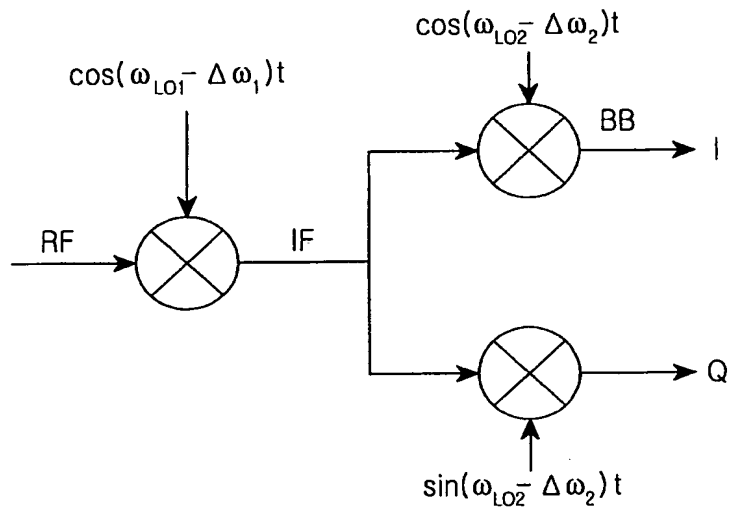 cos(ω_LO2 − Δω_2)t
cos(ω_LO1 − Δω_1)t
BB
I
RF
IF
Q
sin(ω_LO2 − Δω_2)t